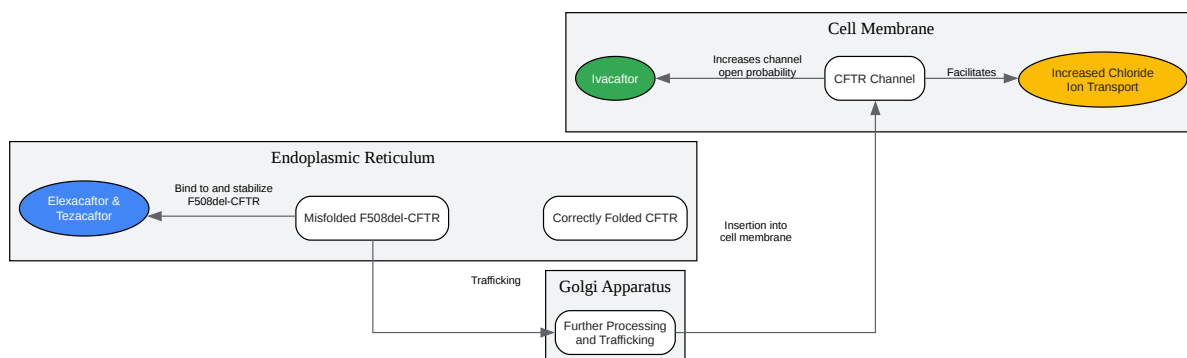 Cell Membrane
Ivacaftor
Increases channel
open probability
CFTR Channel
Facilitates
Increased Chloride
Ion Transport
Endoplasmic Reticulum
Elexacaftor &
Tezacaftor
Bind to and stabilize
F508del-CFTR
Misfolded F508del-CFTR
Correctly Folded CFTR
Insertion into
cell membrane
Trafficking
Golgi Apparatus
Further Processing
and Trafficking